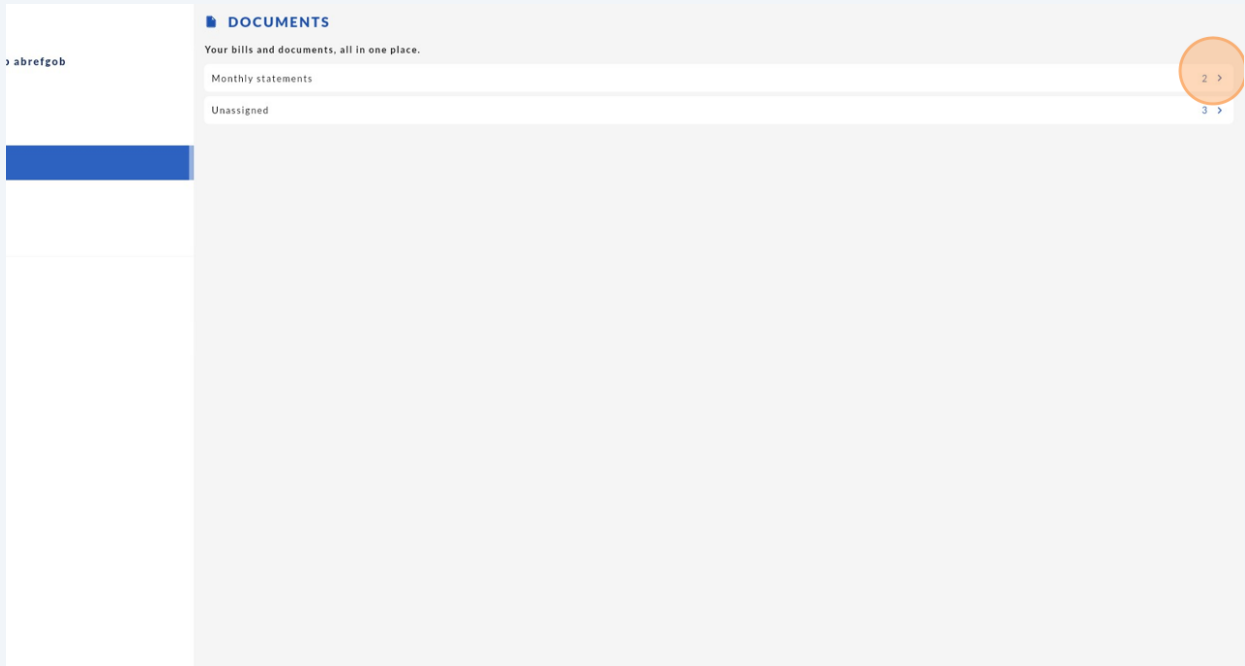 DOCUMENTS
Your bills and documents, all in one place.
abrefgob
Monthly statements 2 >
Unassigned 3 >